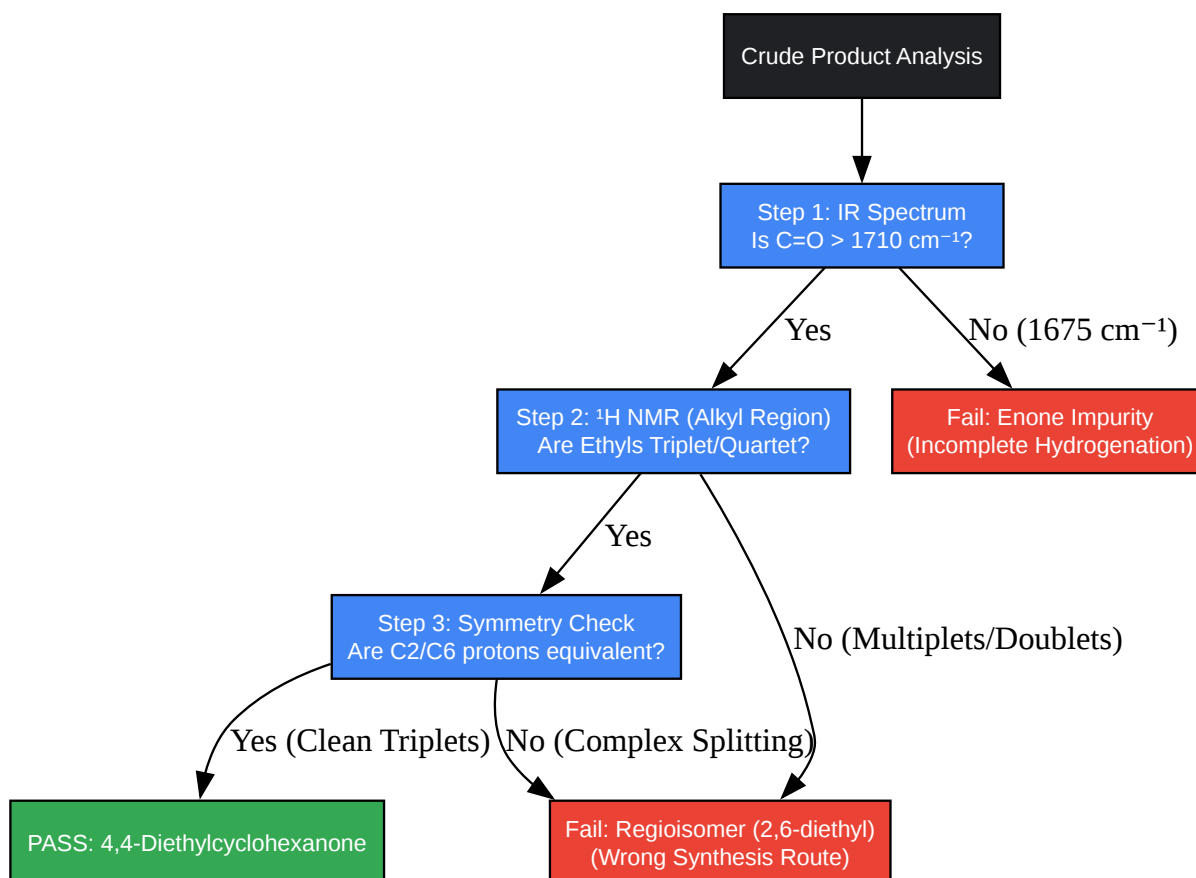 Crude Product Analysis
Step 1: IR Spectrum
Is C=O > 1710 cm⁻¹?
Yes
No (1675 cm⁻¹)
Step 2: ¹H NMR (Alkyl Region)
Are Ethyls Triplet/Quartet?
Fail: Enone Impurity
(Incomplete Hydrogenation)
Yes
No (Multiplets/Doublets)
Step 3: Symmetry Check
Are C2/C6 protons equivalent?
Yes (Clean Triplets)
No (Complex Splitting)
PASS: 4,4-Diethylcyclohexanone
Fail: Regioisomer (2,6-diethyl)
(Wrong Synthesis Route)